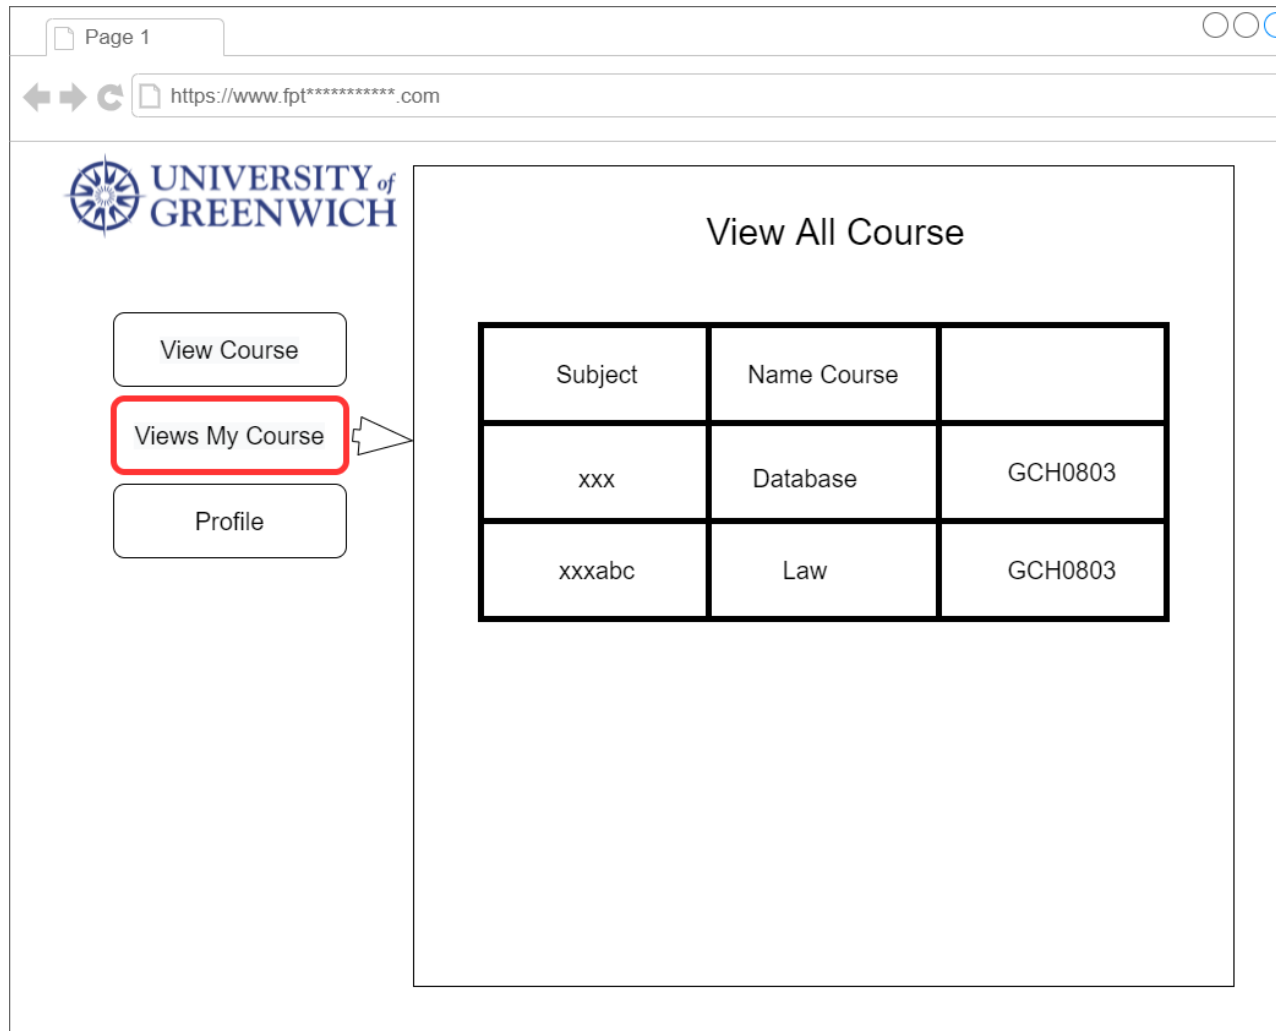 Page 1
https://www.fpt***********.com
UNIVERSITY of
GREENWICH
View All Course
View Course
Views My Course
Profile
Subject Name Course
xxx Database GCH0803
xxxabc Law GCH0803